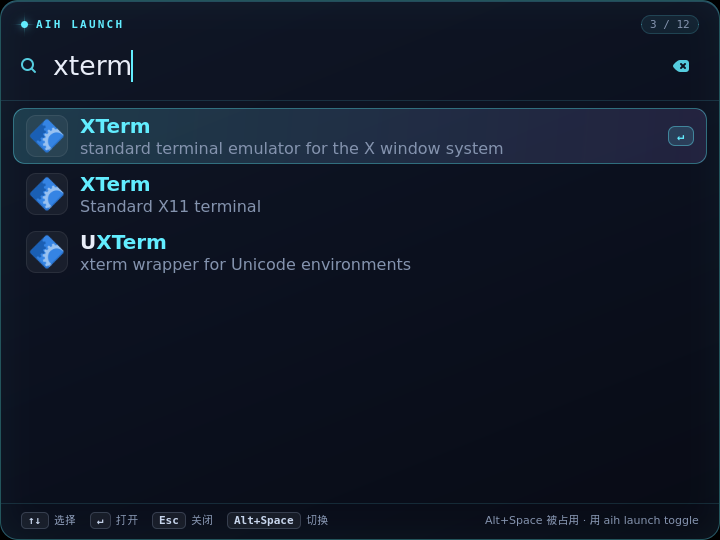 AIH LAUNCH
3 / 12
xterm
XTerm
standard terminal emulator for the X window system
↵
XTerm
Standard X11 terminal
UXTerm
xterm wrapper for Unicode environments
↑↓ 选择 ↵ 打开 Esc 关闭 Alt+Space 切换
Alt+Space 被占用 · 用 aih launch toggle